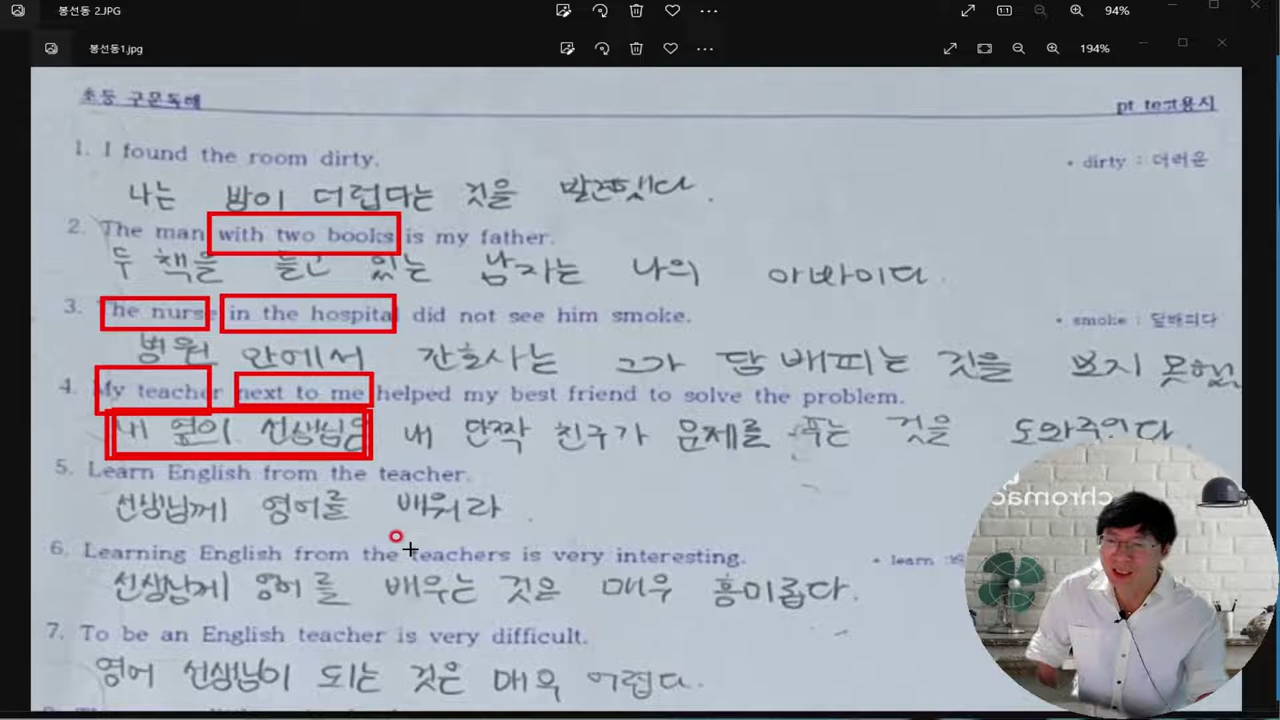 봉선동 2.JPG
94%
봉선동1.jpg
194%
초등 구문독해
pt test용지
1. I found the room dirty.
• dirty : 더러운
나는 방이 더럽다는 것을 발견했다.
2. The man with two books is my father.
두 책을 들고 있는 남자는 나의 아버지이다.
3. The nurse in the hospital did not see him smoke.
• smoke : 담배피다
병원 안에서 간호사는 그가 담배피는 것을 보지 못했
4. My teacher next to me helped my best friend to solve the problem.
내 옆의 선생님은 내 단짝 친구가 문제를 푸는 것을 도와주었다
5. Learn English from the teacher.
선생님께 영어를 배워라.
6. Learning English from the teachers is very interesting.
• learn :
선생님께 영어를 배우는 것은 매우 흥미롭다.
7. To be an English teacher is very difficult.
영어 선생님이 되는 것은 매우 어렵다.
chromac